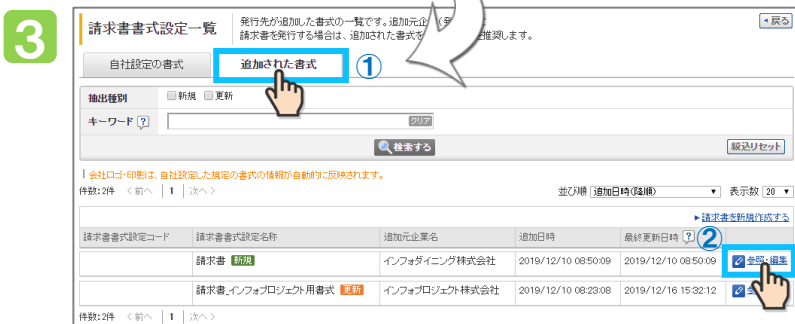 3
請求書書式設定一覧
発行先が追加した書式の一覧です。追加元企
請求書を発行する場合は、追加された書式を
推奨します。
戻る
自社設定の書式
追加された書式
①
抽出種別
新規 更新
キーワード ?
クリア
検索する
絞込リセット
会社ロゴ・印影は、自社設定した規定の書式の情報が自動的に反映されます。
件数:2件 〈前へ 1 次へ〉
並び順 追加日時(降順) ▼ 表示数 20 ▼
▶請求書を新規作成する
請求書書式設定コード 請求書書式設定名称 追加元企業名 追加日時 最終更新日時 ? ②
請求書 新規 インフォダイニング株式会社 2019/12/10 08:50:09 2019/12/10 08:50:09 参照・編集
請求書_インフォプロジェクト用書式 更新 インフォプロジェクト株式会社 2019/12/10 08:23:08 2019/12/16 15:32:12
件数:2件 〈前へ 1 次へ〉